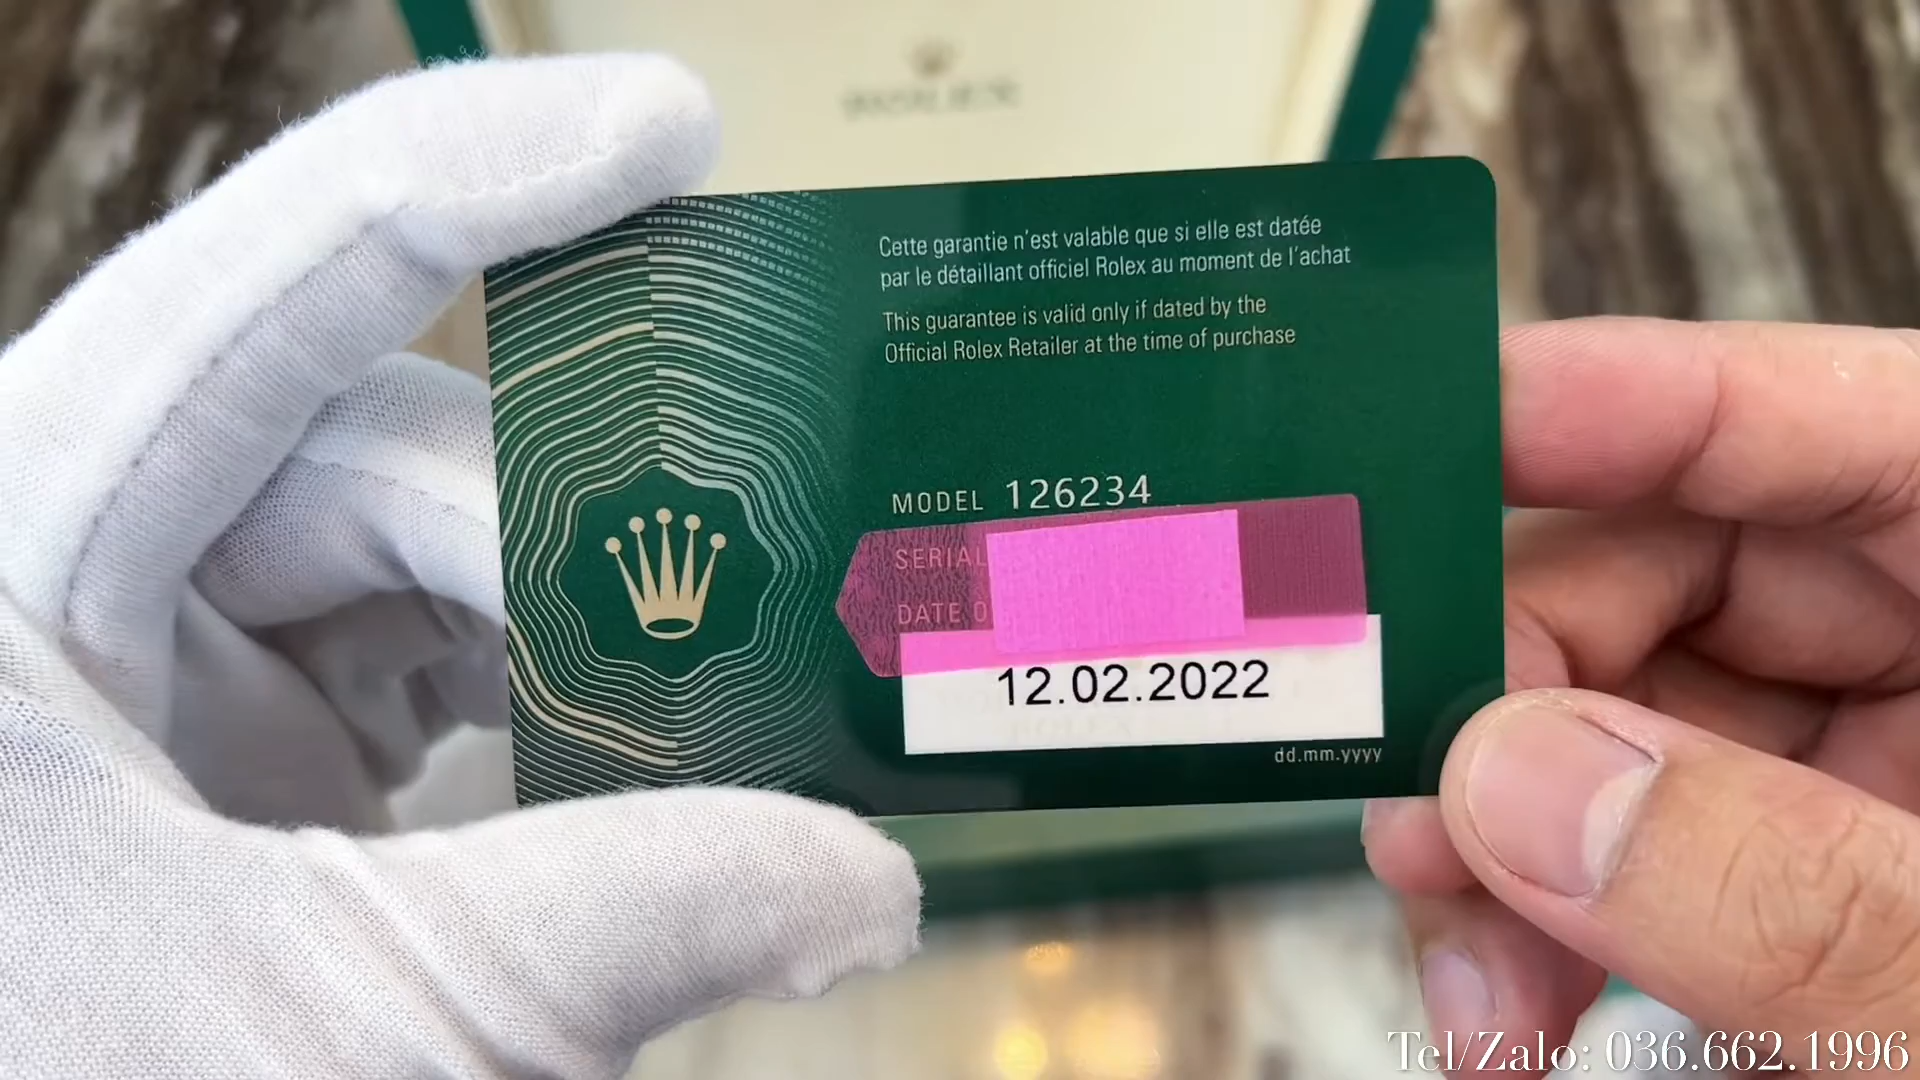 ROLEX
Cette garantie n'est valable que si elle est datée
par le détaillant officiel Rolex au moment de l'achat
This guarantee is valid only if dated by the
Official Rolex Retailer at the time of purchase
MODEL 126234
SERIAL
DATE O
12.02.2022
dd.mm.yyyy
Tel/Zalo: 036.662.1996